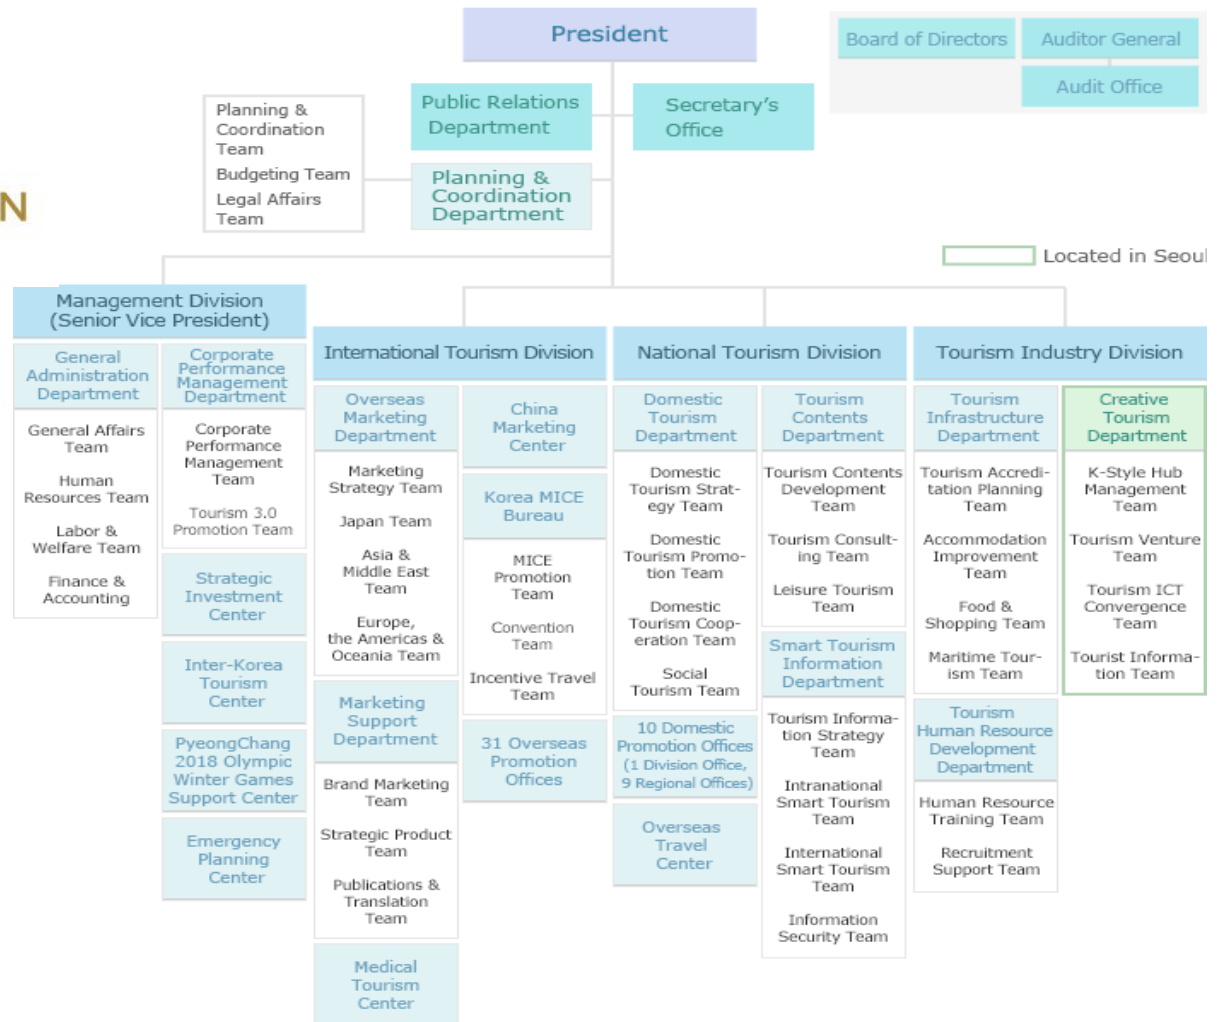 President
Board of Directors
Auditor General
Audit Office
Public Relations
Department
Secretary's
Office
Planning &
Coordination
Team
Budgeting Team
Legal Affairs
Team
Planning &
Coordination
Department
N
Located in Seoul
Management Division
(Senior Vice President)
General
Administration
Department
General Affairs
Team
Human
Resources Team
Labor &
Welfare Team
Finance &
Accounting
Corporate
Performance
Management
Department
Corporate
Performance
Management
Team
Tourism 3.0
Promotion Team
Strategic
Investment
Center
Inter-Korea
Tourism
Center
PyeongChang
2018 Olympic
Winter Games
Support Center
Emergency
Planning
Center
International Tourism Division
Overseas
Marketing
Department
Marketing
Strategy Team
Japan Team
Asia &
Middle East
Team
Europe,
the Americas &
Oceania Team
Marketing
Support
Department
Brand Marketing
Team
Strategic Product
Team
Publications &
Translation
Team
Medical
Tourism
Center
China
Marketing
Center
Korea MICE
Bureau
MICE
Promotion
Team
Convention
Team
Incentive Travel
Team
31 Overseas
Promotion
Offices
National Tourism Division
Domestic
Tourism
Department
Domestic
Tourism Strat-
egy Team
Domestic
Tourism Promo-
tion Team
Domestic
Tourism Coop-
eration Team
Social
Tourism Team
10 Domestic
Promotion Offices
(1 Division Office,
9 Regional Offices)
Overseas
Travel
Center
Tourism
Contents
Department
Tourism Contents
Development
Team
Tourism Consult-
ing Team
Leisure Tourism
Team
Smart Tourism
Information
Department
Tourism Informa-
tion Strategy
Team
Intranational
Smart Tourism
Team
International
Smart Tourism
Team
Information
Security Team
Tourism Industry Division
Tourism
Infrastructure
Department
Tourism Accredi-
tation Planning
Team
Accommodation
Improvement
Team
Food &
Shopping Team
Maritime Tour-
ism Team
Tourism
Human Resource
Development
Department
Human Resource
Training Team
Recruitment
Support Team
Creative
Tourism
Department
K-Style Hub
Management
Team
Tourism Venture
Team
Tourism ICT
Convergence
Team
Tourist Informa-
tion Team